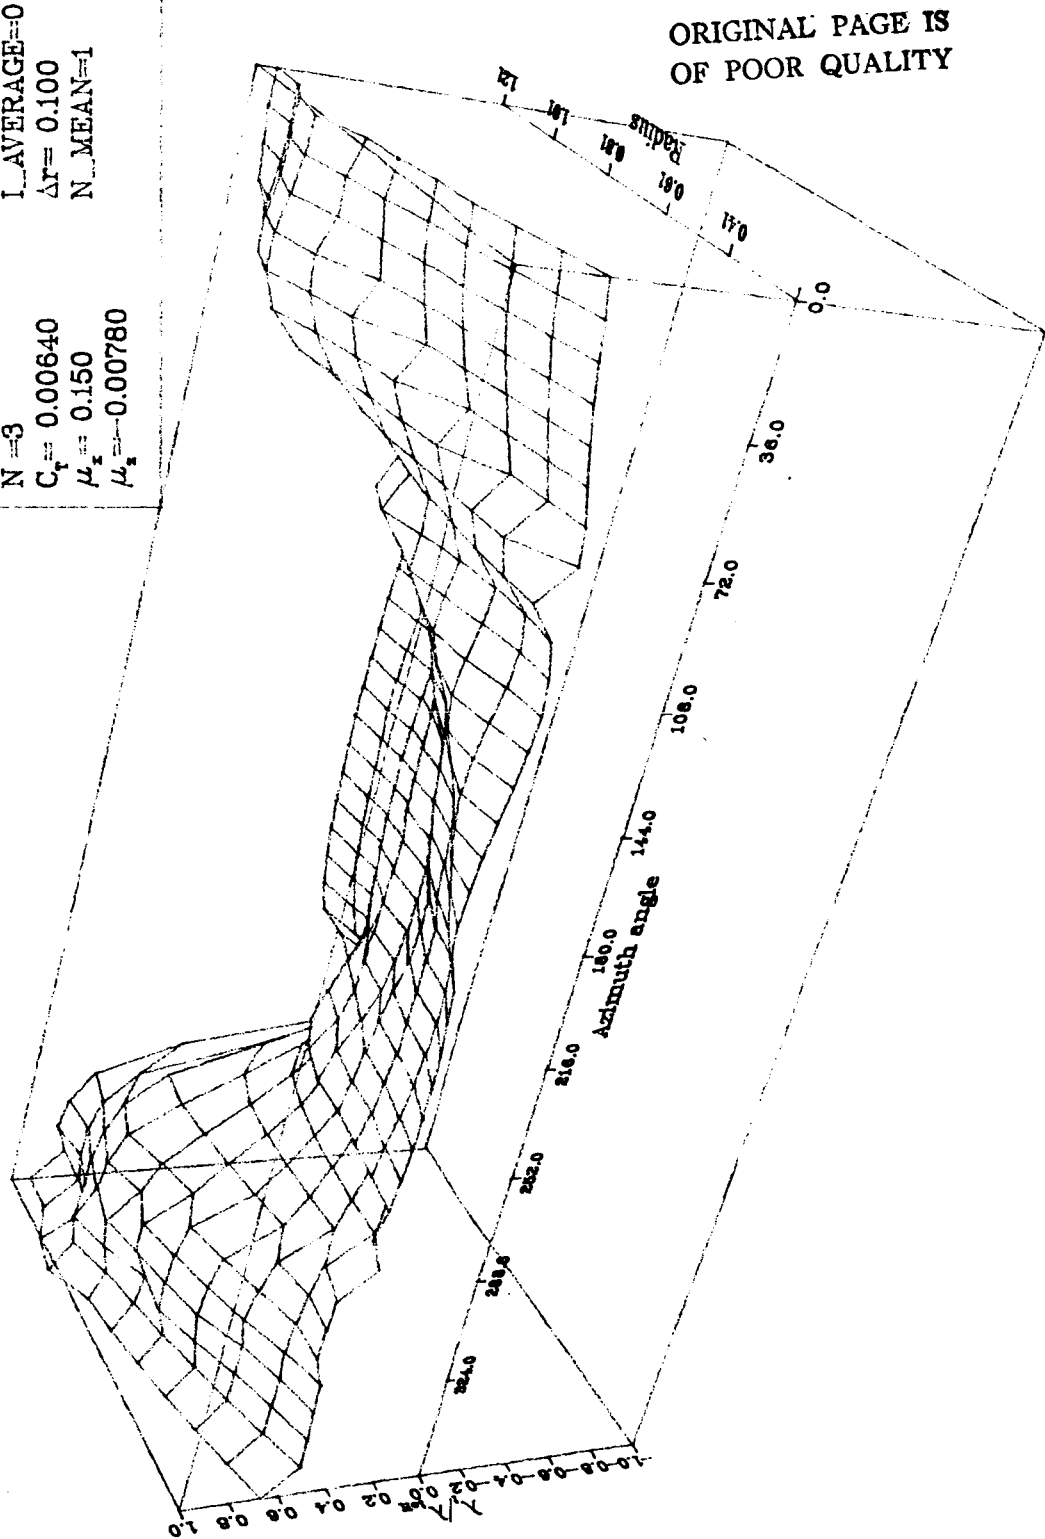 ORIGINAL PAGE IS
OF POOR QUALITY
I_AVERAGE=0
Δr= 0.100
N_MEAN=1
N =3
C_T= 0.00640
μ_x= 0.150
μ_z=-0.00780
1.21
1.01
0.81
0.61
0.41
Radius
0.0
36.0
72.0
108.0
144.0
180.0
216.0
252.0
288.0
324.0
Azimuth angle
1.0
0.8
0.6
0.4
0.2
0.0
-0.2
-0.4
-0.6
-0.8
-1.0